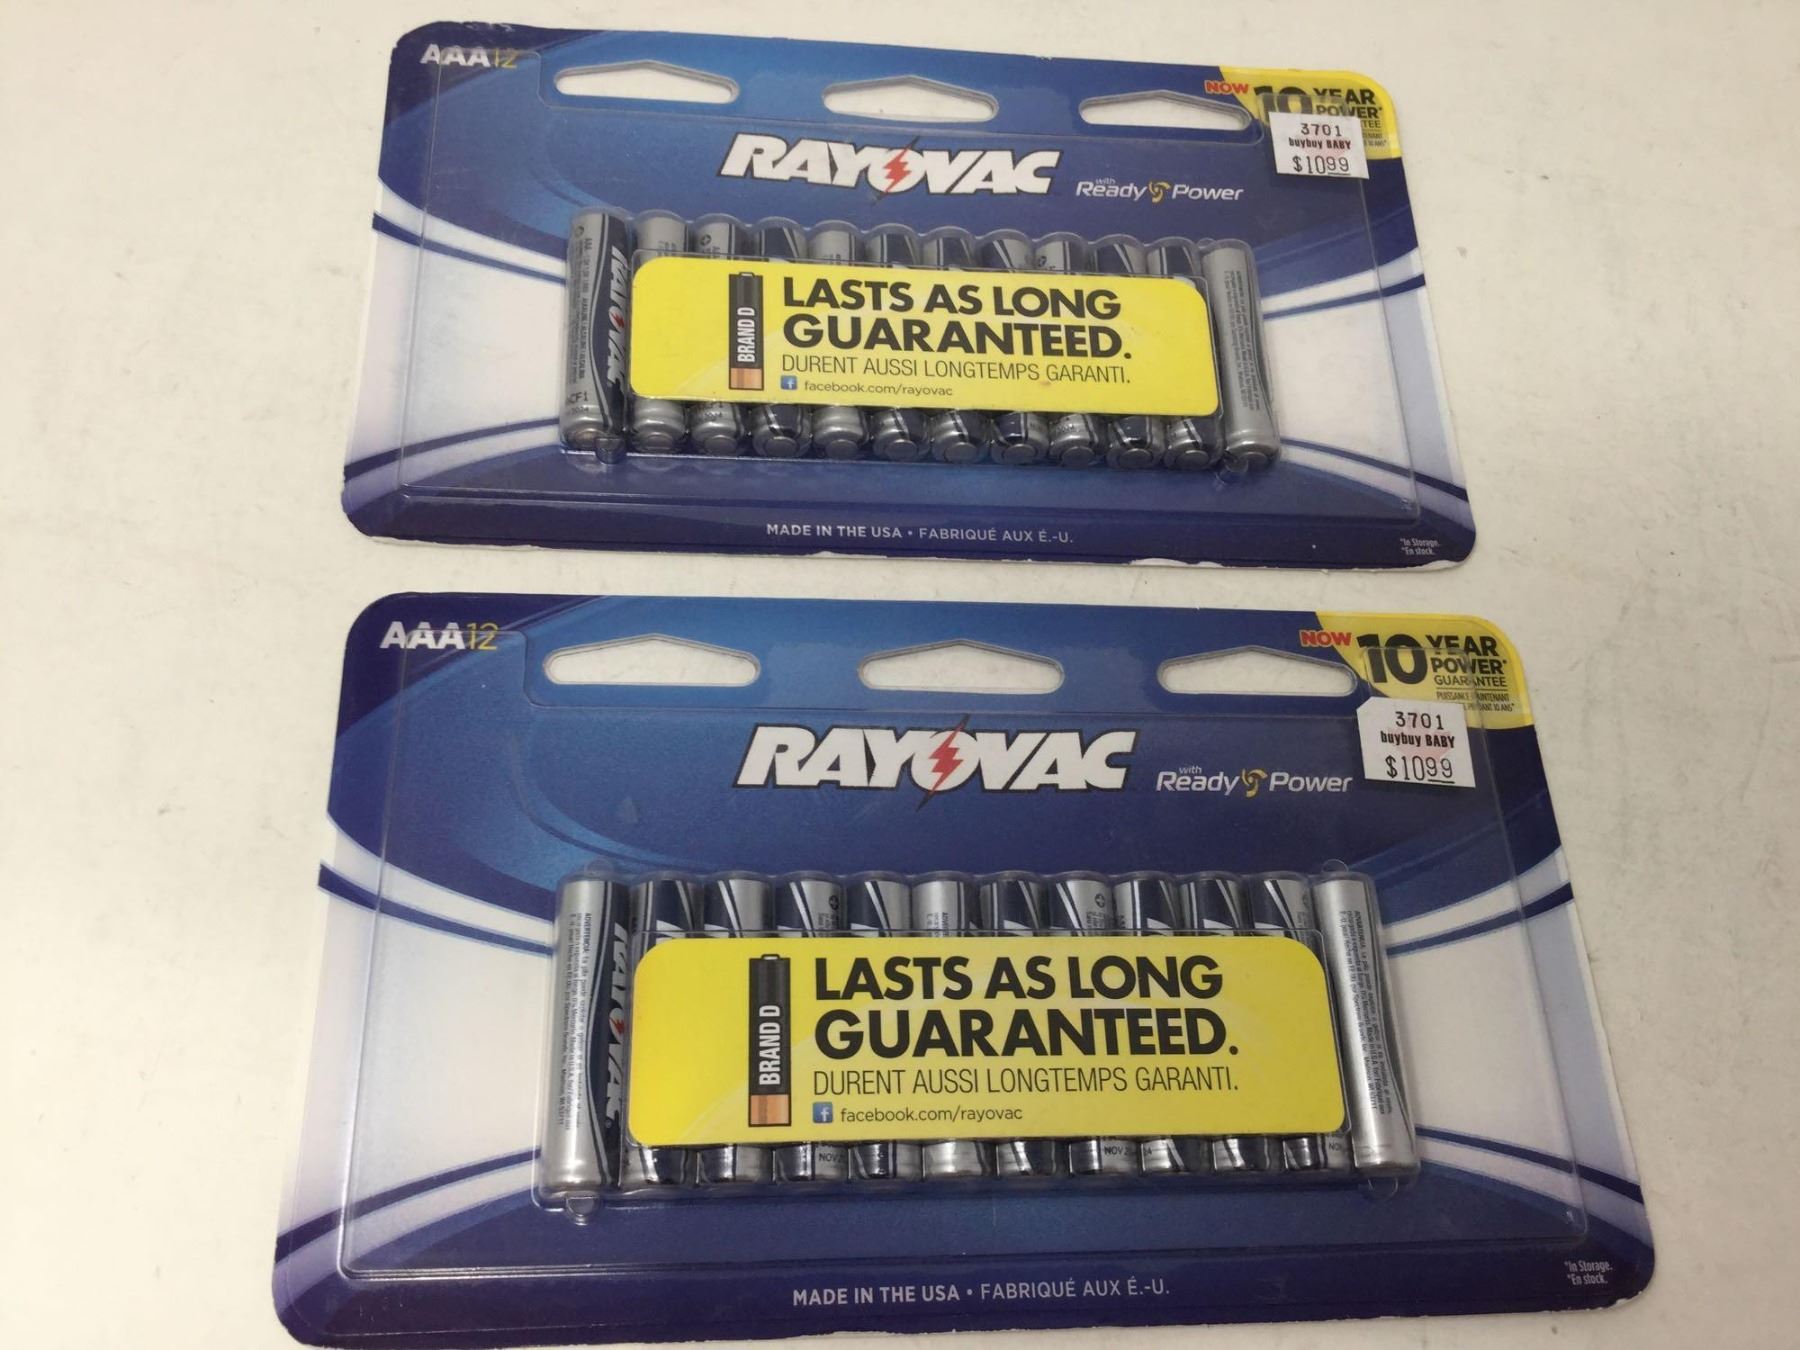 AAA12
NOW
10 YEAR
POWER*
3701
buybuy BABY
$10.99
RAYOVAC
with
Ready Power
RAYOVAC
BRAND D
LASTS AS LONG
GUARANTEED.
DURENT AUSSI LONGTEMPS GARANTI.
f facebook.com/rayovac
MADE IN THE USA • FABRIQUÉ AUX É.-U.
*In Storage.
*En stock.
AAA12
NOW
10 YEAR
POWER*
GUARANTEE
3701
buybuy BABY
$10.99
RAYOVAC
with
Ready Power
RAYOVAC
BRAND D
LASTS AS LONG
GUARANTEED.
DURENT AUSSI LONGTEMPS GARANTI.
f facebook.com/rayovac
MADE IN THE USA • FABRIQUÉ AUX É.-U.
*In Storage.
*En stock.